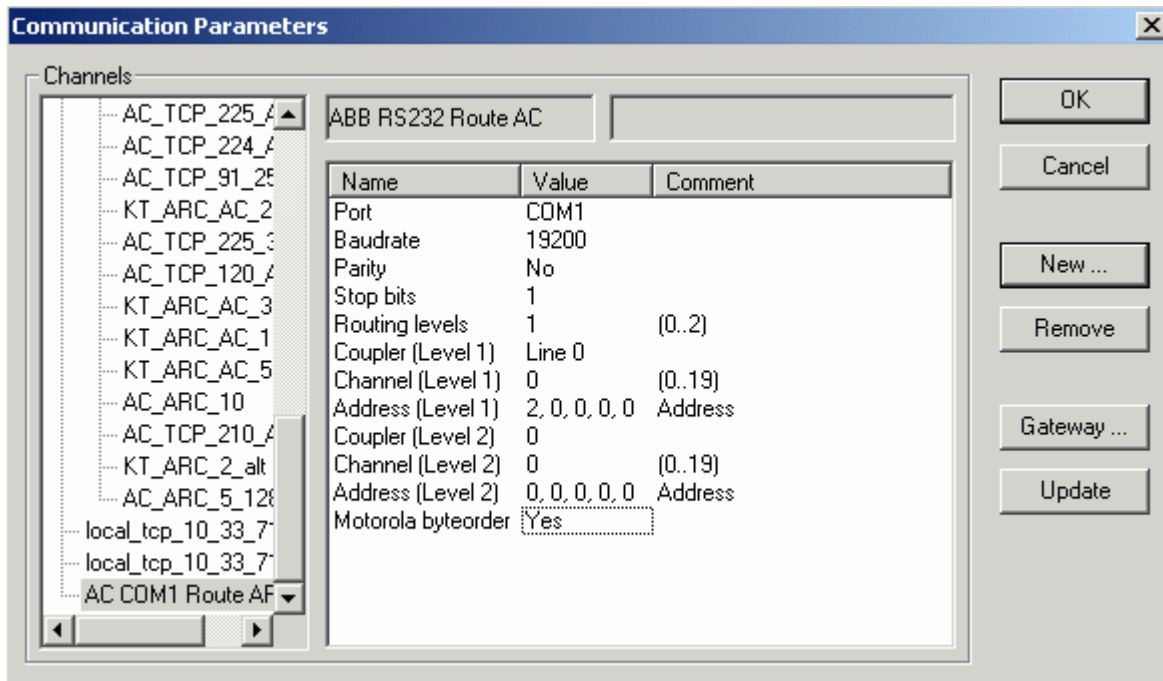 Communication Parameters
Channels
AC_TCP_225_A
AC_TCP_224_A
AC_TCP_91_25
KT_ARC_AC_2
AC_TCP_225_3
AC_TCP_120_A
KT_ARC_AC_3
KT_ARC_AC_1
KT_ARC_AC_5
AC_ARC_10
AC_TCP_210_A
KT_ARC_2_alt
AC_ARC_5_128
local_tcp_10_33_71
local_tcp_10_33_71
AC COM1 Route AR
ABB RS232 Route AC
Name Value Comment
Port COM1
Baudrate 19200
Parity No
Stop bits 1
Routing levels 1 (0..2)
Coupler (Level 1) Line 0
Channel (Level 1) 0 (0..19)
Address (Level 1) 2, 0, 0, 0, 0 Address
Coupler (Level 2) 0
Channel (Level 2) 0 (0..19)
Address (Level 2) 0, 0, 0, 0, 0 Address
Motorola byteorder Yes
OK
Cancel
New ...
Remove
Gateway ...
Update